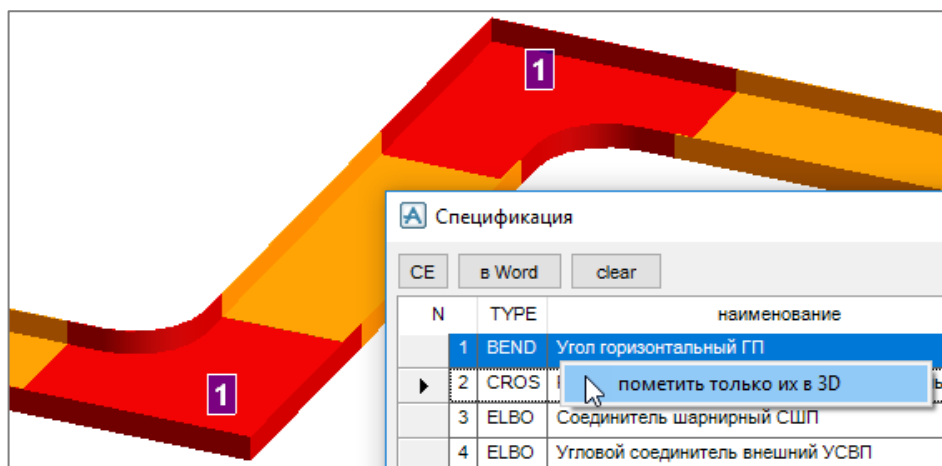 1
1
Спецификация
CE в Word clear
N TYPE наименование
1 BEND Угол горизонтальный ГП
2 CROS
пометить только их в 3D
3 ELBO Соединитель шарнирный СШП
4 ELBO Угловой соединитель внешний УСВП